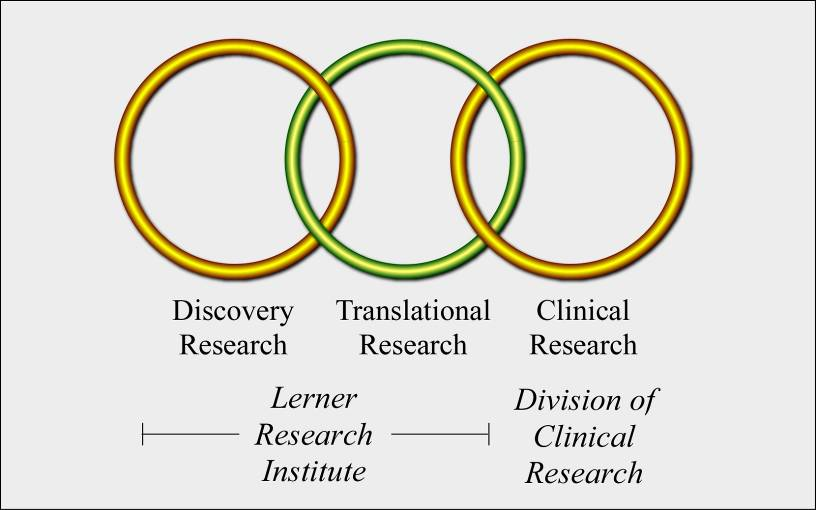 Discovery
Research
Translational
Research
Clinical
Research
Lerner
Research
Institute
Division of
Clinical
Research